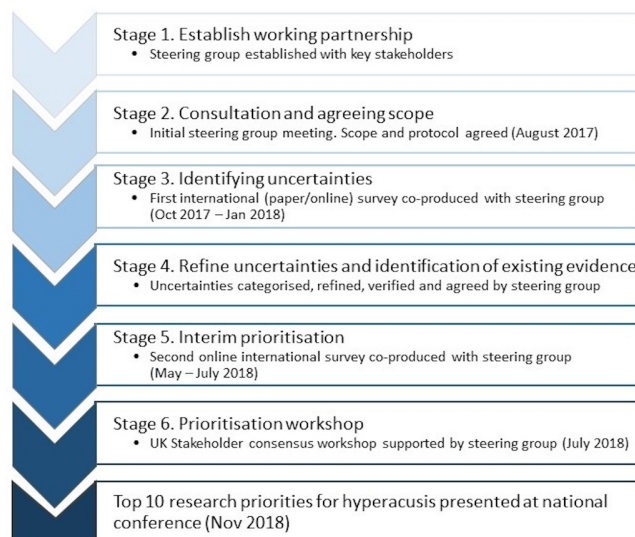 Stage 1. Establish working partnership
• Steering group established with key stakeholders
Stage 2. Consultation and agreeing scope
• Initial steering group meeting. Scope and protocol agreed (August 2017)
Stage 3. Identifying uncertainties
• First international (paper/online) survey co-produced with steering group
(Oct 2017 – Jan 2018)
Stage 4. Refine uncertainties and identification of existing evidence
• Uncertainties categorised, refined, verified and agreed by steering group
Stage 5. Interim prioritisation
• Second online international survey co-produced with steering group
(May – July 2018)
Stage 6. Prioritisation workshop
• UK Stakeholder consensus workshop supported by steering group (July 2018)
Top 10 research priorities for hyperacusis presented at national
conference (Nov 2018)